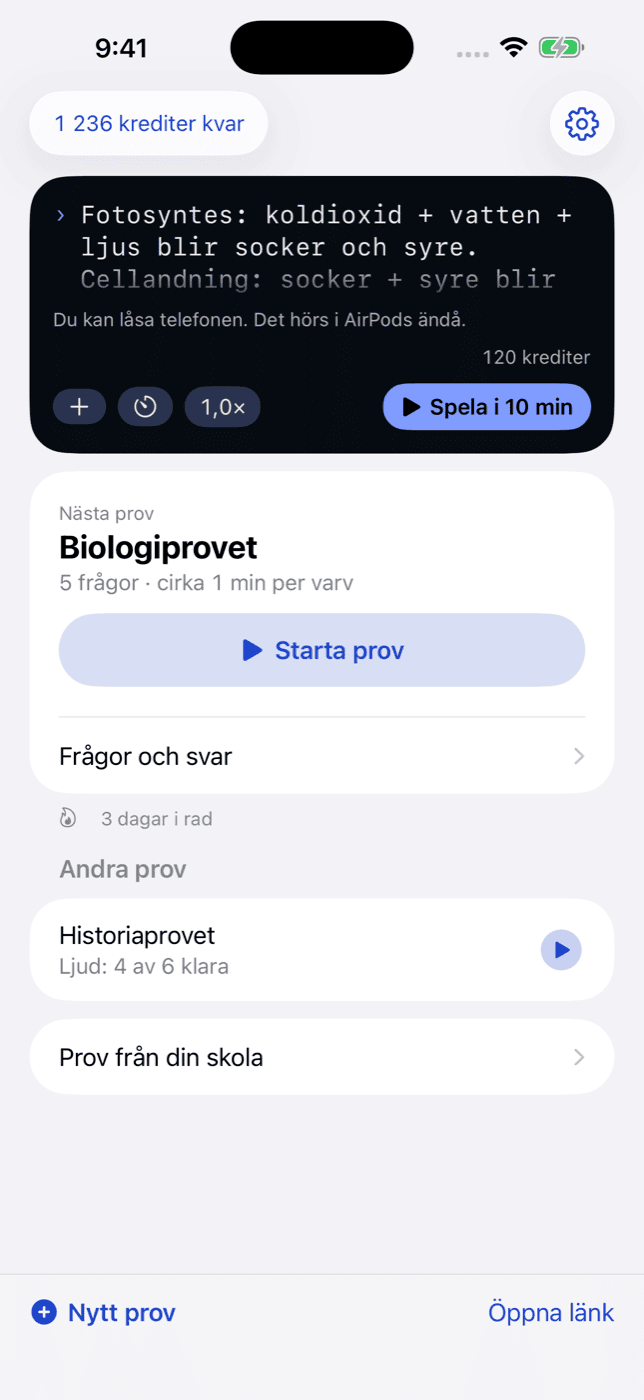 9:41
1 236 krediter kvar
› Fotosyntes: koldioxid + vatten +
ljus blir socker och syre.
Cellandning: socker + syre blir
Du kan låsa telefonen. Det hörs i AirPods ändå.
120 krediter
1,0×
Spela i 10 min
Nästa prov
Biologiprovet
5 frågor · cirka 1 min per varv
Starta prov
Frågor och svar
3 dagar i rad
Andra prov
Historiaprovet
Ljud: 4 av 6 klara
Prov från din skola
Nytt prov
Öppna länk